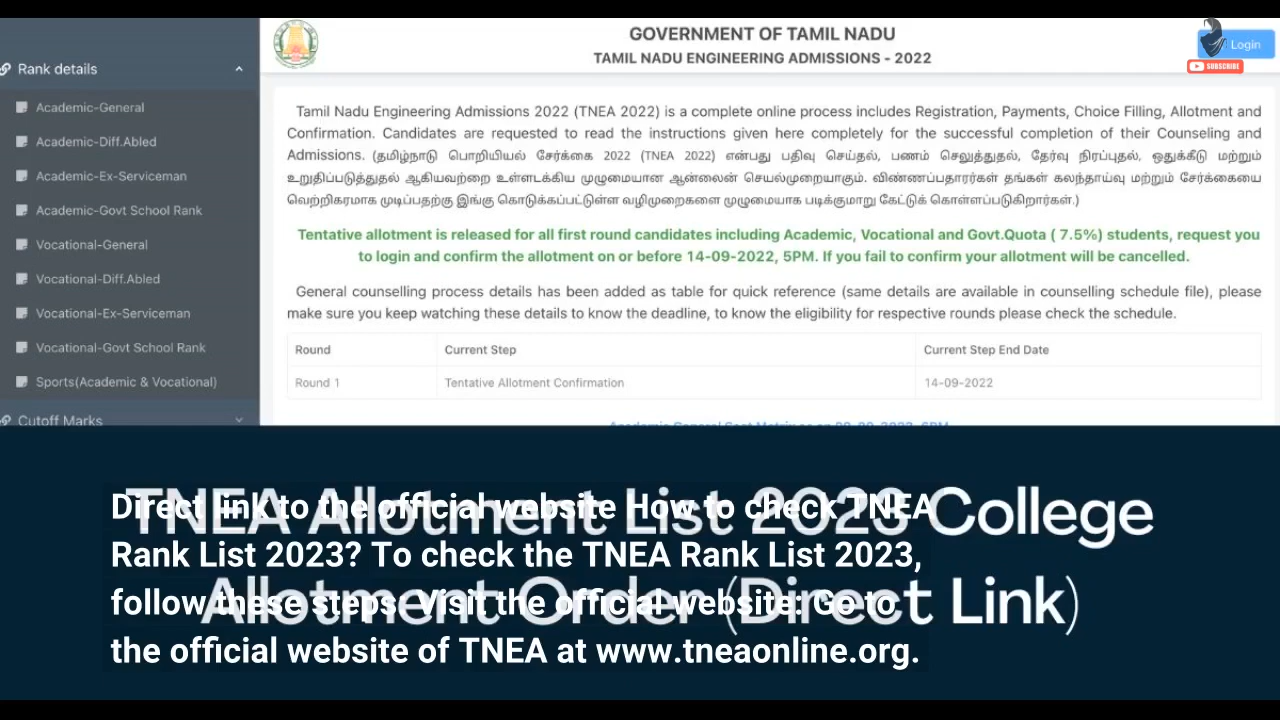 GOVERNMENT OF TAMIL NADU
TAMIL NADU ENGINEERING ADMISSIONS - 2022
Login
SUBSCRIBE
Rank details
Academic-General
Academic-Diff.Abled
Academic-Ex-Serviceman
Academic-Govt School Rank
Vocational-General
Vocational-Diff.Abled
Vocational-Ex-Serviceman
Vocational-Govt School Rank
Sports(Academic & Vocational)
Cutoff Marks
Tamil Nadu Engineering Admissions 2022 (TNEA 2022) is a complete online process includes Registration, Payments, Choice Filling, Allotment and
Confirmation. Candidates are requested to read the instructions given here completely for the successful completion of their Counseling and
Admissions. (தமிழ்நாடு பொறியியல் சேர்க்கை 2022 (TNEA 2022) என்பது பதிவு செய்தல், பணம் செலுத்துதல், தேர்வு நிரப்புதல், ஒதுக்கீடு மற்றும்
உறுதிப்படுத்துதல் ஆகியவற்றை உள்ளடக்கிய முழுமையான ஆன்லைன் செயல்முறையாகும். விண்ணப்பதாரர்கள் தங்கள் கலந்தாய்வு மற்றும் சேர்க்கையை
வெற்றிகரமாக முடிப்பதற்கு இங்கு கொடுக்கப்பட்டுள்ள வழிமுறைகளை முழுமையாக படிக்குமாறு கேட்டுக் கொள்ளப்படுகிறார்கள்.)
Tentative allotment is released for all first round candidates including Academic, Vocational and Govt.Quota ( 7.5%) students, request you
to login and confirm the allotment on or before 14-09-2022, 5PM. If you fail to confirm your allotment will be cancelled.
General counselling process details has been added as table for quick reference (same details are available in counselling schedule file), please
make sure you keep watching these details to know the deadline, to know the eligibility for respective rounds please check the schedule.
Round Current Step Current Step End Date
Round 1 Tentative Allotment Confirmation 14-09-2022
TNEA Allotment List 2023 College
Allotment Order (Direct Link)
Direct link to the official website How to check TNEA
Rank List 2023? To check the TNEA Rank List 2023,
follow these steps: Visit the official website: Go to
the official website of TNEA at www.tneaonline.org.